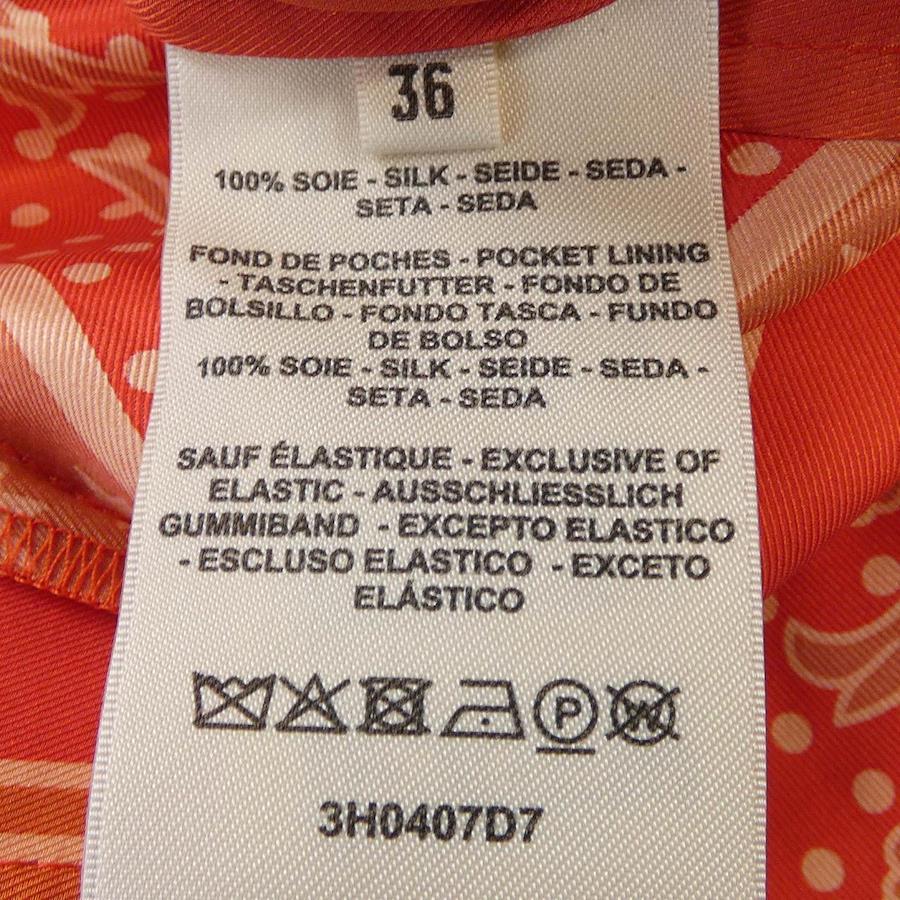 36
100% SOIE - SILK - SEIDE - SEDA -
SETA - SEDA
FOND DE POCHES - POCKET LINING
- TASCHENFUTTER - FONDO DE
BOLSILLO - FONDO TASCA - FUNDO
DE BOLSO
100% SOIE - SILK - SEIDE - SEDA -
SETA - SEDA
SAUF ÉLASTIQUE - EXCLUSIVE OF
ELASTIC - AUSSCHLIESSLICH
GUMMIBAND - EXCEPTO ELASTICO
- ESCLUSO ELASTICO - EXCETO
ELÁSTICO
P W
3H0407D7